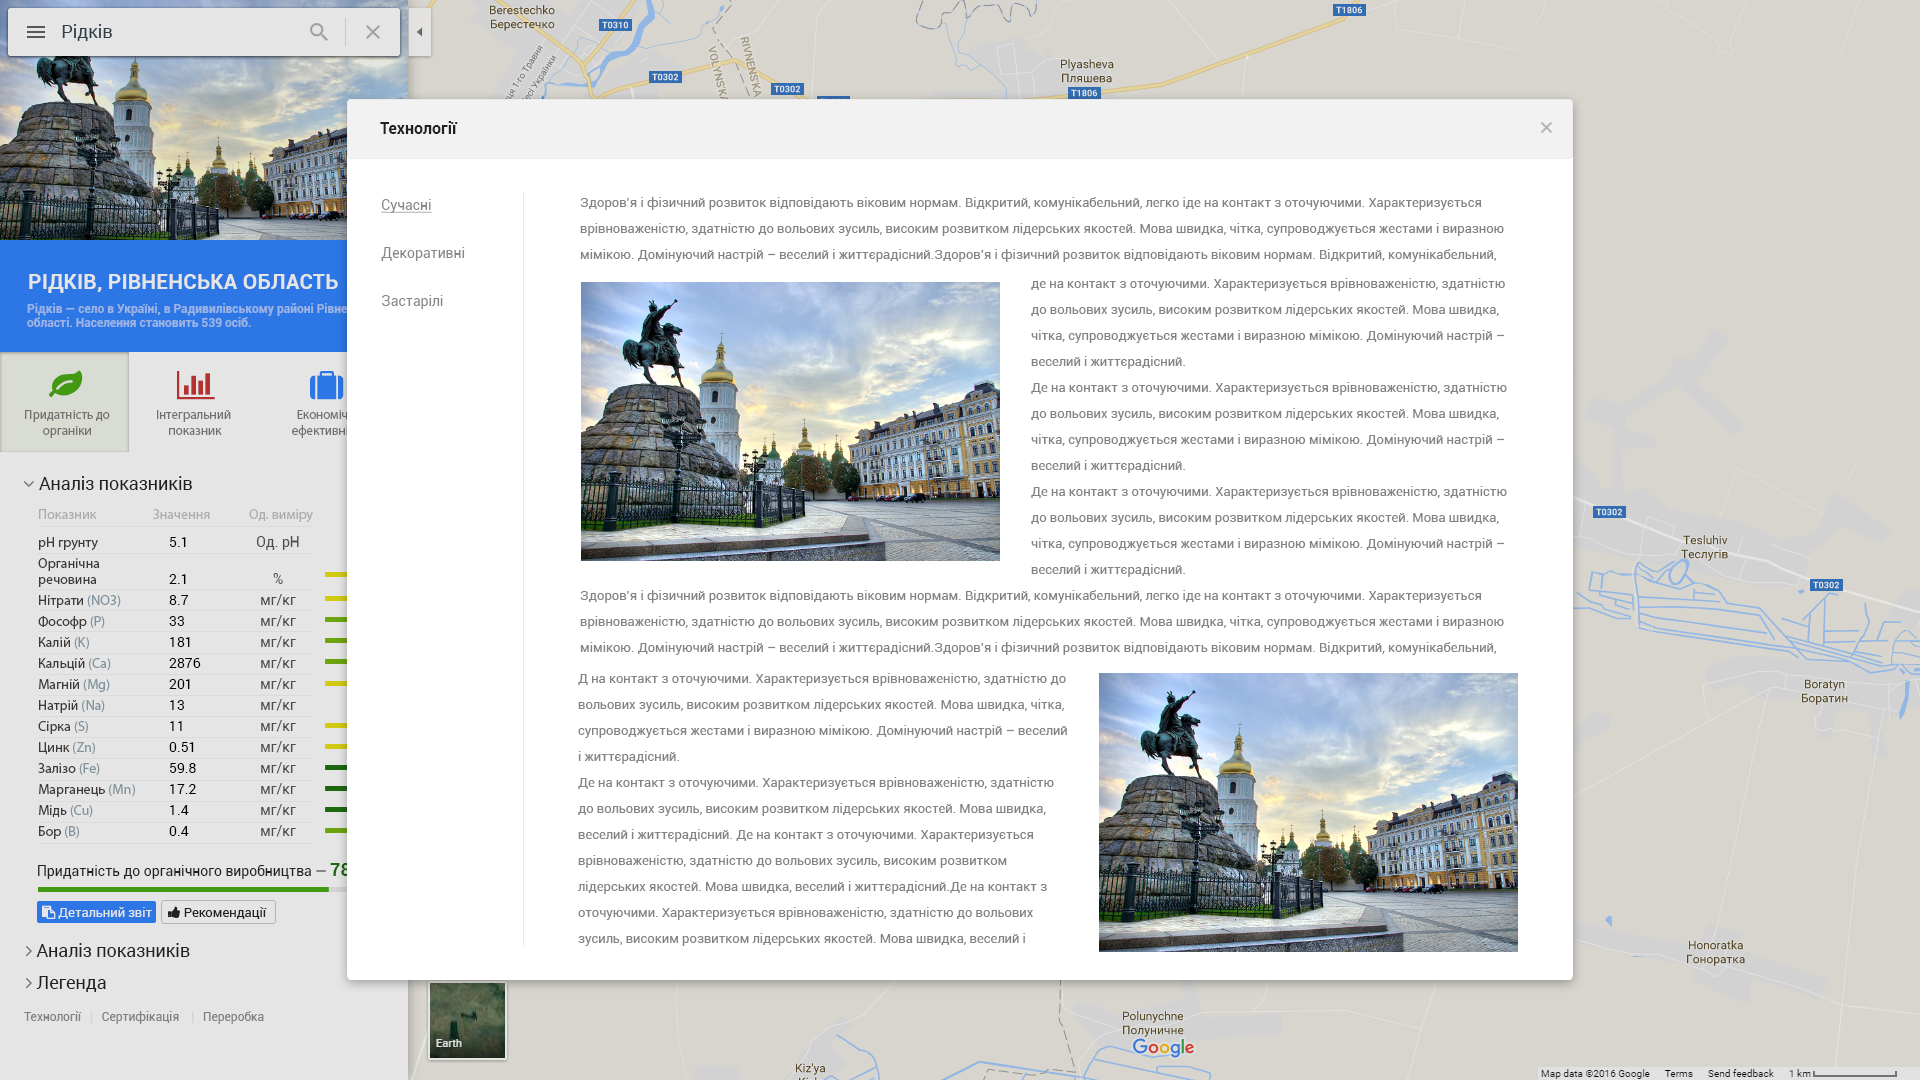 Рідків
РІДКІВ, РІВНЕНСЬКА ОБЛАСТЬ
Рідків — село в Україні, в Радивилівському районі Рівне
області. Населення становить 539 осіб.
Придатність до
органіки
Інтегральний
показник
Економіч
ефективн
Аналіз показників
Показник Значення Од. виміру
pH грунту 5.1 Од. pH
Органічна
речовина 2.1 %
Нітрати (NO3) 8.7 мг/кг
Фософр (P) 33 мг/кг
Калій (K) 181 мг/кг
Кальцій (Ca) 2876 мг/кг
Магній (Mg) 201 мг/кг
Натрій (Na) 13 мг/кг
Сірка (S) 11 мг/кг
Цинк (Zn) 0.51 мг/кг
Залізо (Fe) 59.8 мг/кг
Марганець (Mn) 17.2 мг/кг
Мідь (Cu) 1.4 мг/кг
Бор (B) 0.4 мг/кг
Придатність до органічного виробництва — 78
Детальний звіт Рекомендації
Аналіз показників
Легенда
Технології | Сертифікація | Переробка
Технології
Сучасні
Декоративні
Застарілі
Здоров'я і фізичний розвиток відповідають віковим нормам. Відкритий, комунікабельний, легко іде на контакт з оточуючими. Характеризується
врівноваженістю, здатністю до вольових зусиль, високим розвитком лідерських якостей. Мова швидка, чітка, супроводжується жестами і виразною
мімікою. Домінуючий настрій – веселий і життєрадісний.Здоров'я і фізичний розвиток відповідають віковим нормам. Відкритий, комунікабельний,
де на контакт з оточуючими. Характеризується врівноваженістю, здатністю
до вольових зусиль, високим розвитком лідерських якостей. Мова швидка,
чітка, супроводжується жестами і виразною мімікою. Домінуючий настрій –
веселий і життєрадісний.
Де на контакт з оточуючими. Характеризується врівноваженістю, здатністю
до вольових зусиль, високим розвитком лідерських якостей. Мова швидка,
чітка, супроводжується жестами і виразною мімікою. Домінуючий настрій –
веселий і життєрадісний.
Де на контакт з оточуючими. Характеризується врівноваженістю, здатністю
до вольових зусиль, високим розвитком лідерських якостей. Мова швидка,
чітка, супроводжується жестами і виразною мімікою. Домінуючий настрій –
веселий і життєрадісний.
Здоров'я і фізичний розвиток відповідають віковим нормам. Відкритий, комунікабельний, легко іде на контакт з оточуючими. Характеризується
врівноваженістю, здатністю до вольових зусиль, високим розвитком лідерських якостей. Мова швидка, чітка, супроводжується жестами і виразною
мімікою. Домінуючий настрій – веселий і життєрадісний.Здоров'я і фізичний розвиток відповідають віковим нормам. Відкритий, комунікабельний,
Д на контакт з оточуючими. Характеризується врівноваженістю, здатністю до
вольових зусиль, високим розвитком лідерських якостей. Мова швидка, чітка,
супроводжується жестами і виразною мімікою. Домінуючий настрій – веселий
і життєрадісний.
Де на контакт з оточуючими. Характеризується врівноваженістю, здатністю
до вольових зусиль, високим розвитком лідерських якостей. Мова швидка,
веселий і життєрадісний. Де на контакт з оточуючими. Характеризується
врівноваженістю, здатністю до вольових зусиль, високим розвитком
лідерських якостей. Мова швидка, веселий і життєрадісний.Де на контакт з
оточуючими. Характеризується врівноваженістю, здатністю до вольових
зусиль, високим розвитком лідерських якостей. Мова швидка, веселий і
Berestechko
Берестечко
T0310
T1806
T0302
T0302
VOLYNS'KA
RIVNENS'KA
Plyasheva
Пляшева
T1806
T0302
Tesluhiv
Теслугів
T0302
Boratyn
Боратин
Honoratka
Гоноратка
Polunychne
Полуничне
Google
Kiz'ya
Earth
Map data ©2016 Google Terms Send feedback 1 km